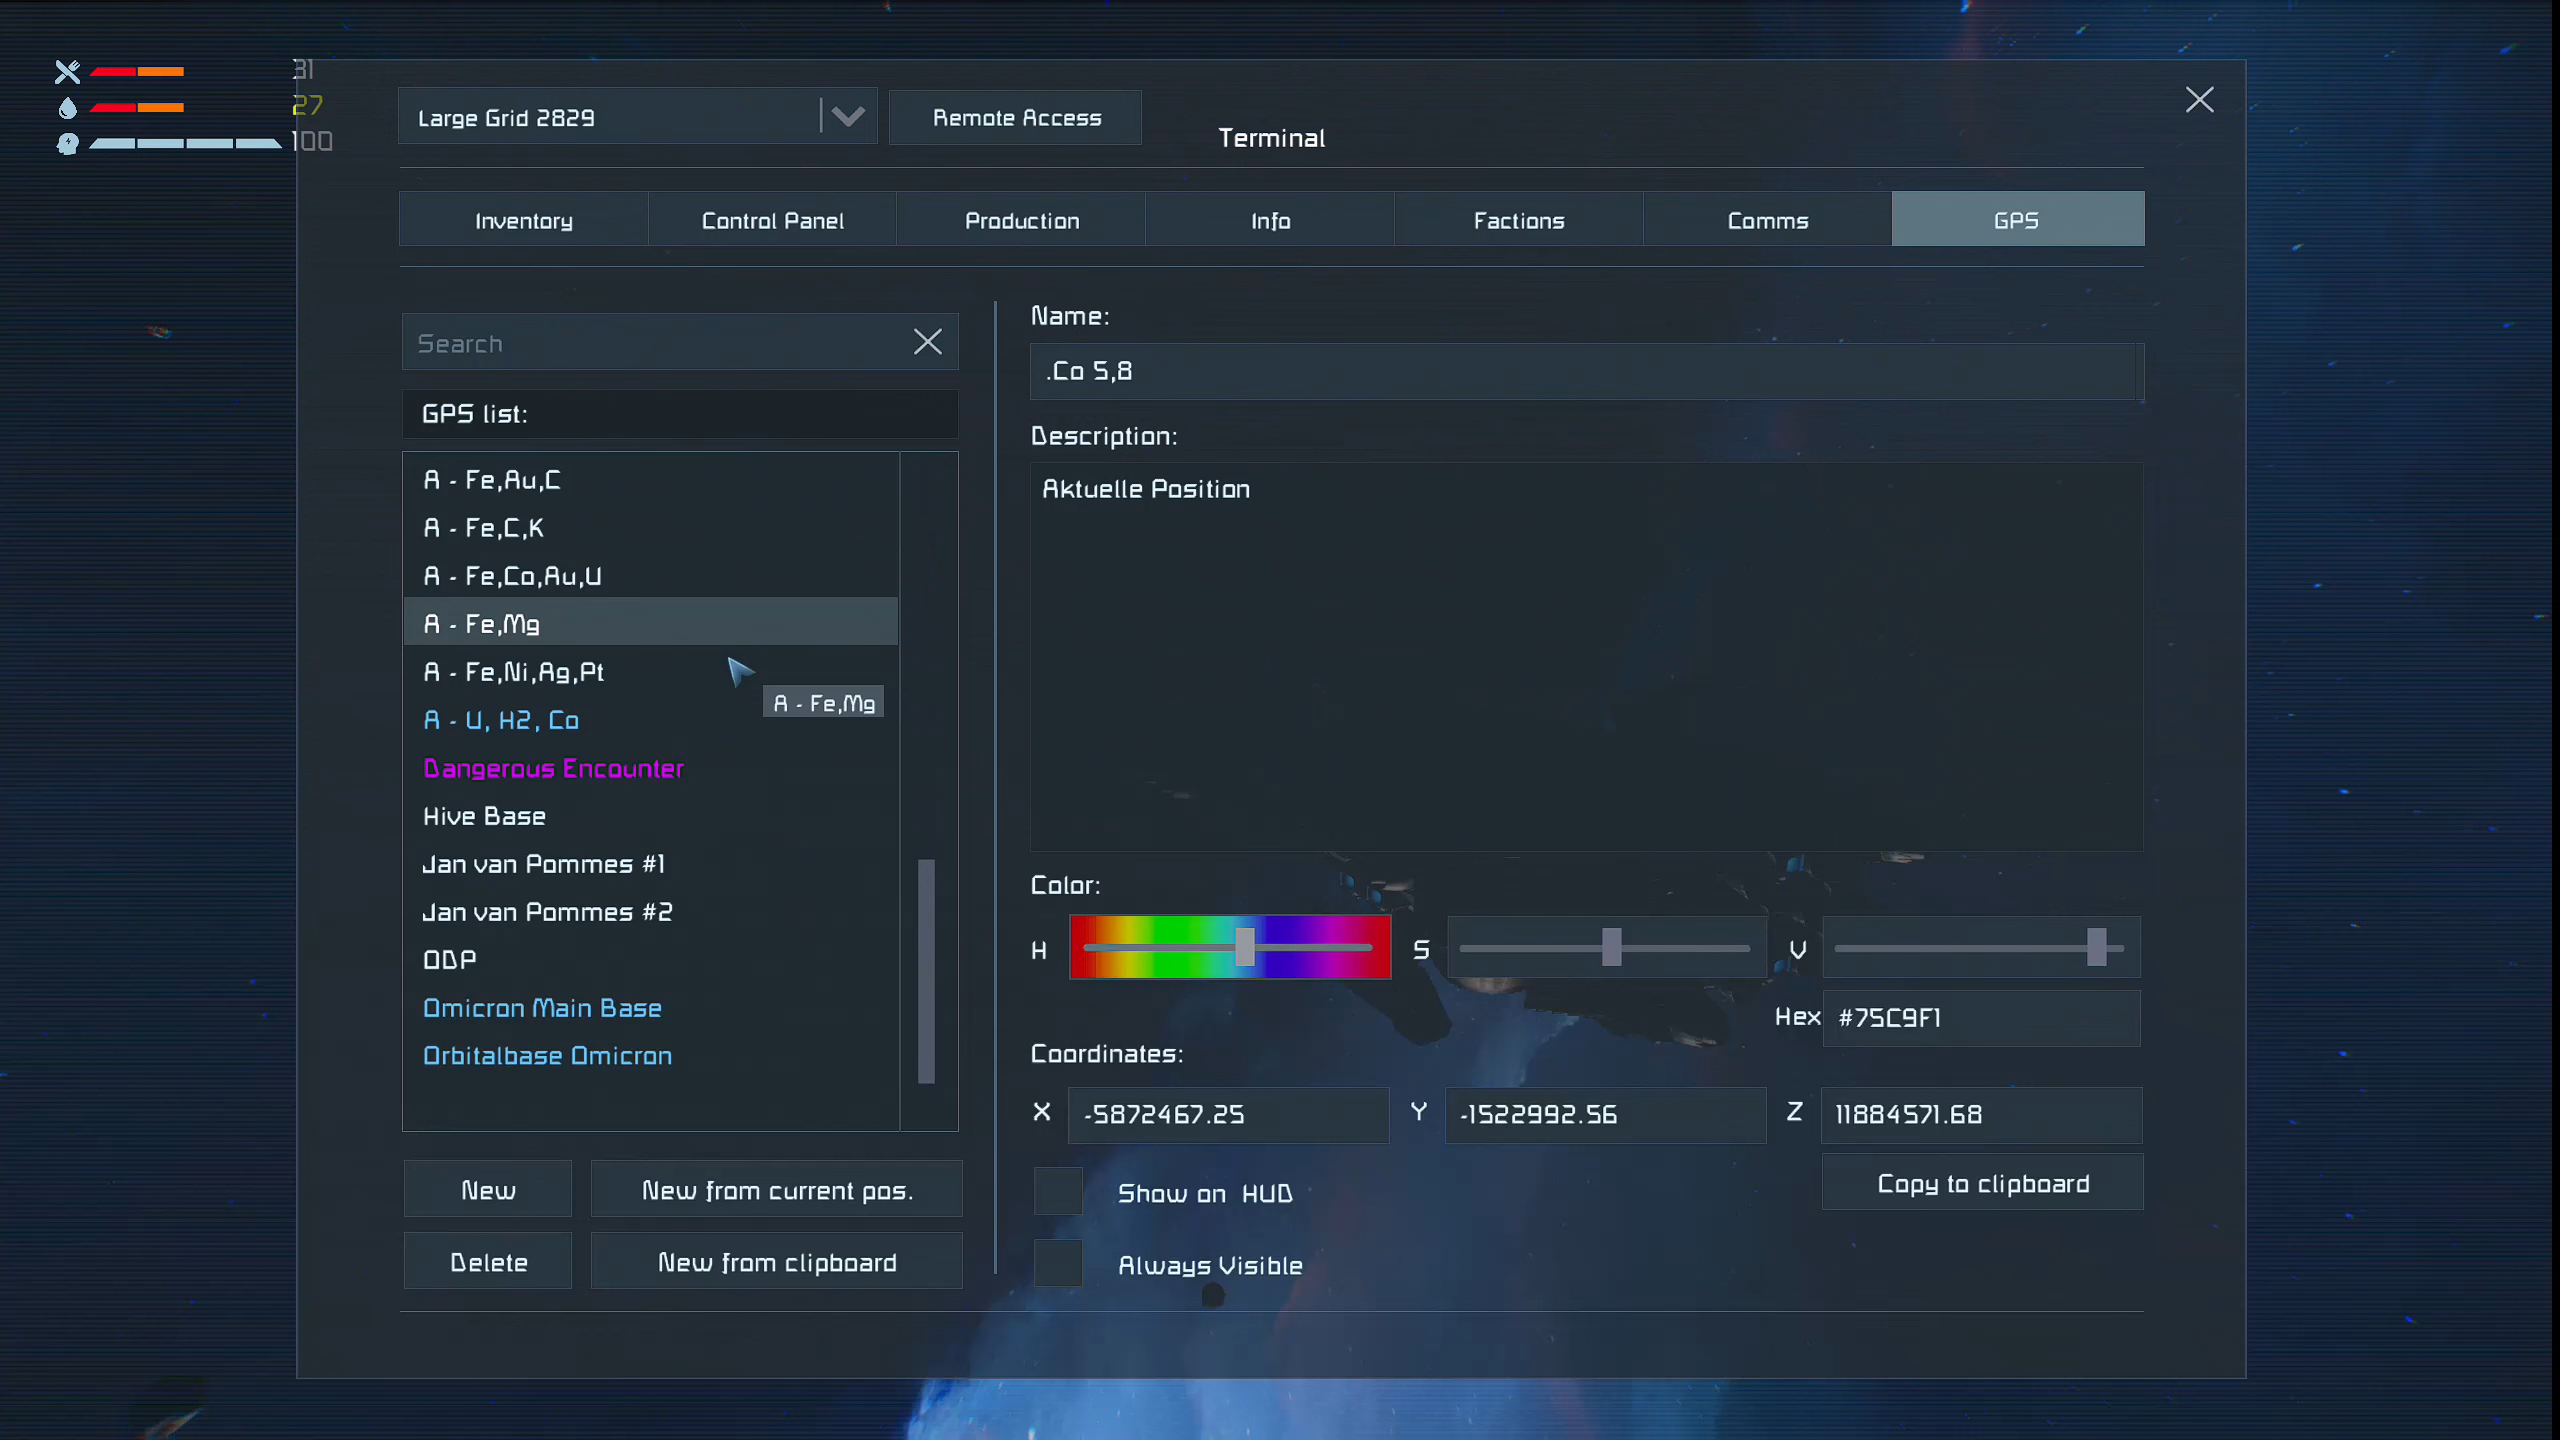 31
27
100
Large Grid 2829
Remote Access
Terminal
Inventory
Control Panel
Production
Info
Factions
Comms
GPS
Search
GPS list:
A - Fe,Au,C
A - Fe,C,K
A - Fe,Co,Au,U
A - Fe,Mg
A - Fe,Ni,Ag,Pt
A - Fe,Mg
A - U, H2, Co
Dangerous Encounter
Hive Base
Jan van Pommes #1
Jan van Pommes #2
ODP
Omicron Main Base
Orbitalbase Omicron
New
New from current pos.
Delete
New from clipboard
Name:
.Co 5,8
Description:
Aktuelle Position
Color:
H
S
V
Hex #75C9F1
Coordinates:
X -5872467.25
Y -1522992.56
Z 11884571.68
Show on HUD
Copy to clipboard
Always Visible